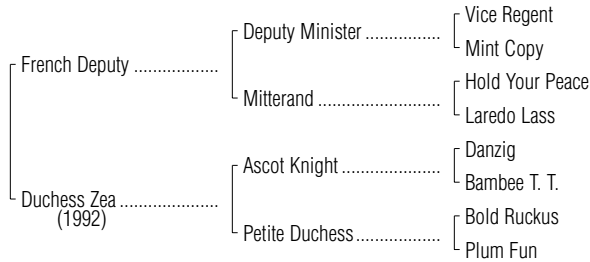 Vice Regent
Deputy Minister ................
Mint Copy
French Deputy ..................
Hold Your Peace
Mitterand ..........................
Laredo Lass
Danzig
Ascot Knight .....................
Bambee T. T.
Duchess Zea .....................
(1992)
Bold Ruckus
Petite Duchess..................
Plum Fun